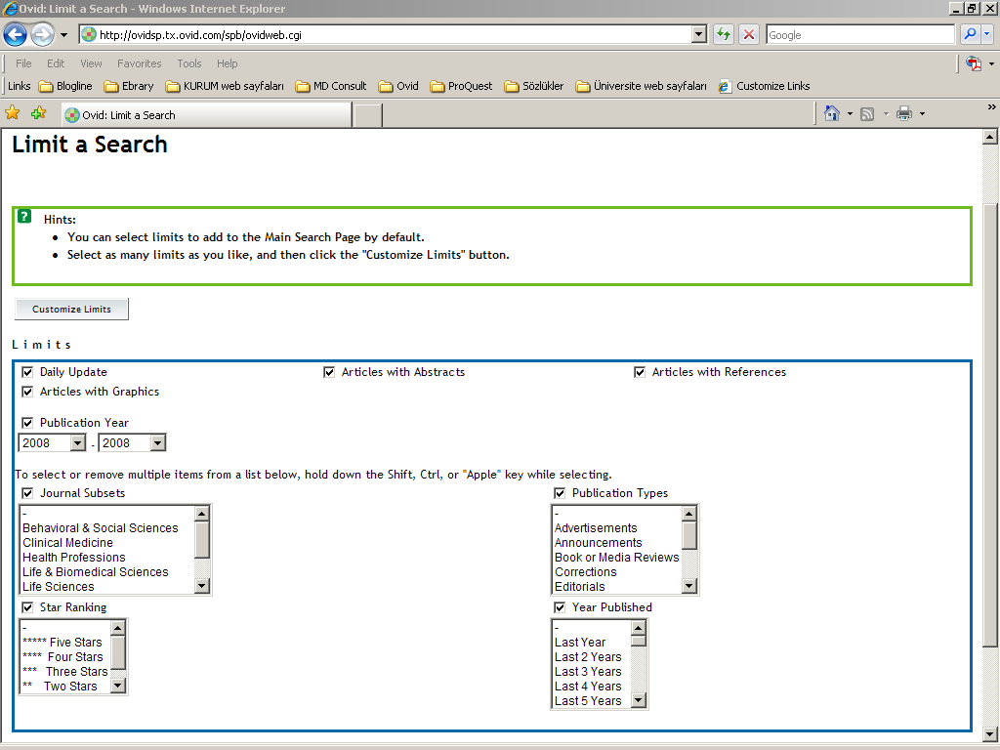 Ovid: Limit a Search - Windows Internet Explorer
http://ovidsp.tx.ovid.com/spb/ovidweb.cgi
Google
File Edit View Favorites Tools Help
Links Blogline Ebrary KURUM web sayfaları MD Consult Ovid ProQuest Sözlükler Üniversite web sayfaları Customize Links
Ovid: Limit a Search
Limit a Search
? Hints:
• You can select limits to add to the Main Search Page by default.
• Select as many limits as you like, and then click the "Customize Limits" button.
Customize Limits
Limits
Daily Update Articles with Abstracts Articles with References
Articles with Graphics
Publication Year
2008 - 2008
To select or remove multiple items from a list below, hold down the Shift, Ctrl, or "Apple" key while selecting.
Journal Subsets Publication Types
- -
Behavioral & Social Sciences Advertisements
Clinical Medicine Announcements
Health Professions Book or Media Reviews
Life & Biomedical Sciences Corrections
Life Sciences Editorials
Star Ranking Year Published
- -
***** Five Stars Last Year
**** Four Stars Last 2 Years
*** Three Stars Last 3 Years
** Two Stars Last 4 Years
Last 5 Years